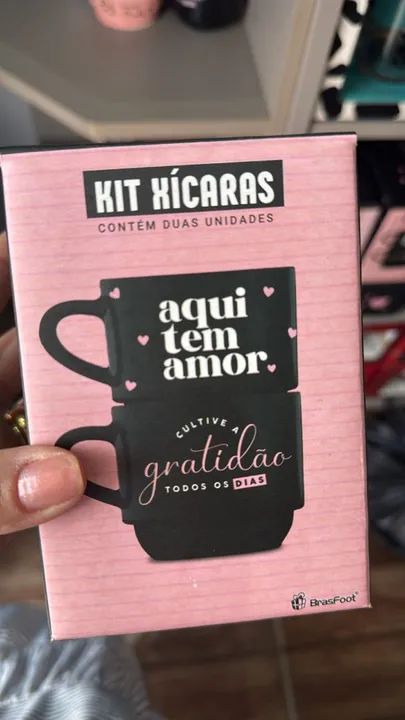 KIT XÍCARAS
CONTÉM DUAS UNIDADES
aqui
tem
amor
CULTIVE A
gratidão
TODOS OS DIAS
BrasFoot®